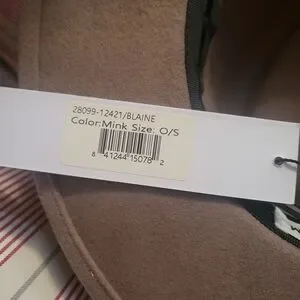 28099-12421/BLAINE
Color:Mink Size: O/S
8 41244 15078 2